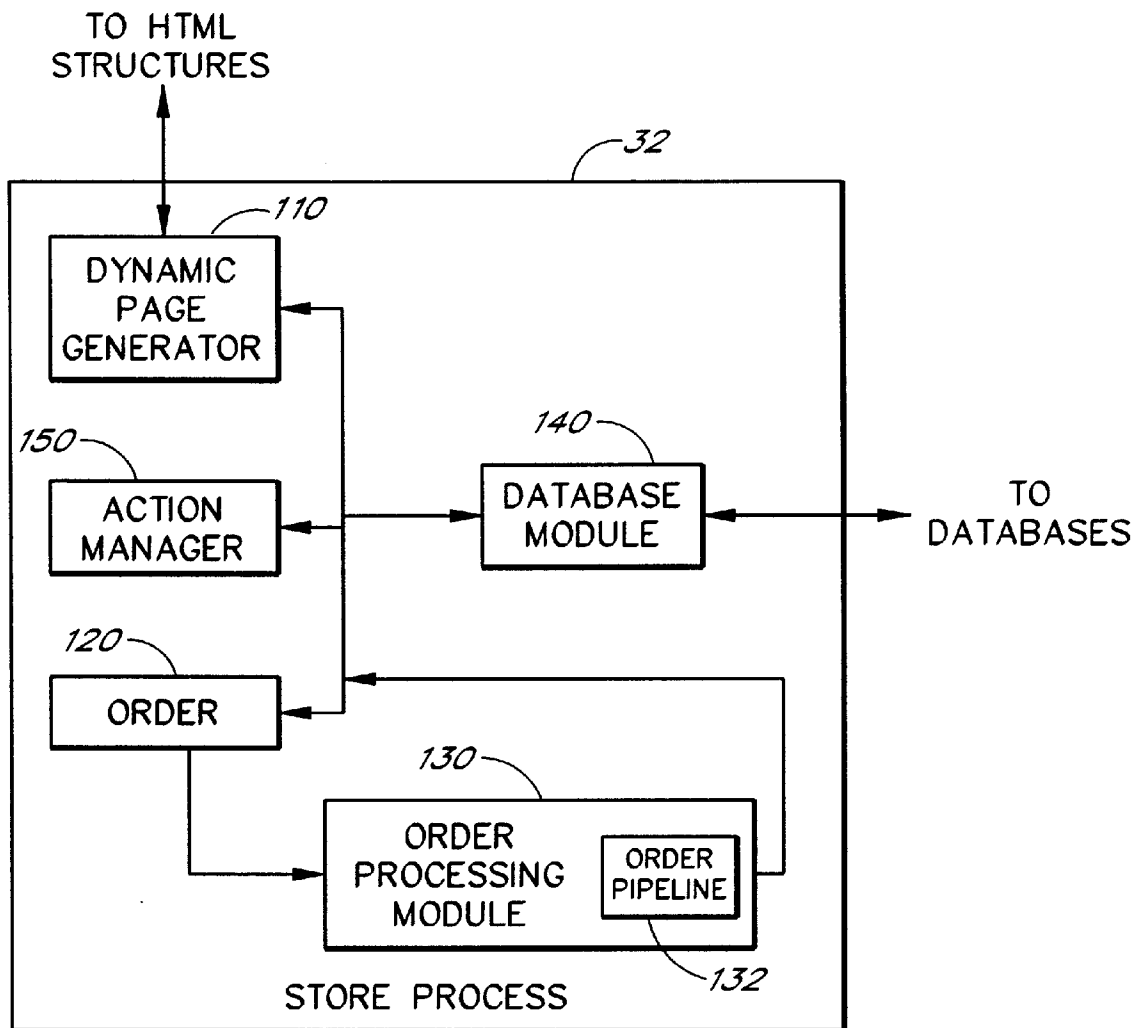 TO HTML
STRUCTURES
32
110
DYNAMIC
PAGE
GENERATOR
150
ACTION
MANAGER
140
DATABASE
MODULE
TO
DATABASES
120
ORDER
130
ORDER
PROCESSING
MODULE
ORDER
PIPELINE
132
STORE PROCESS